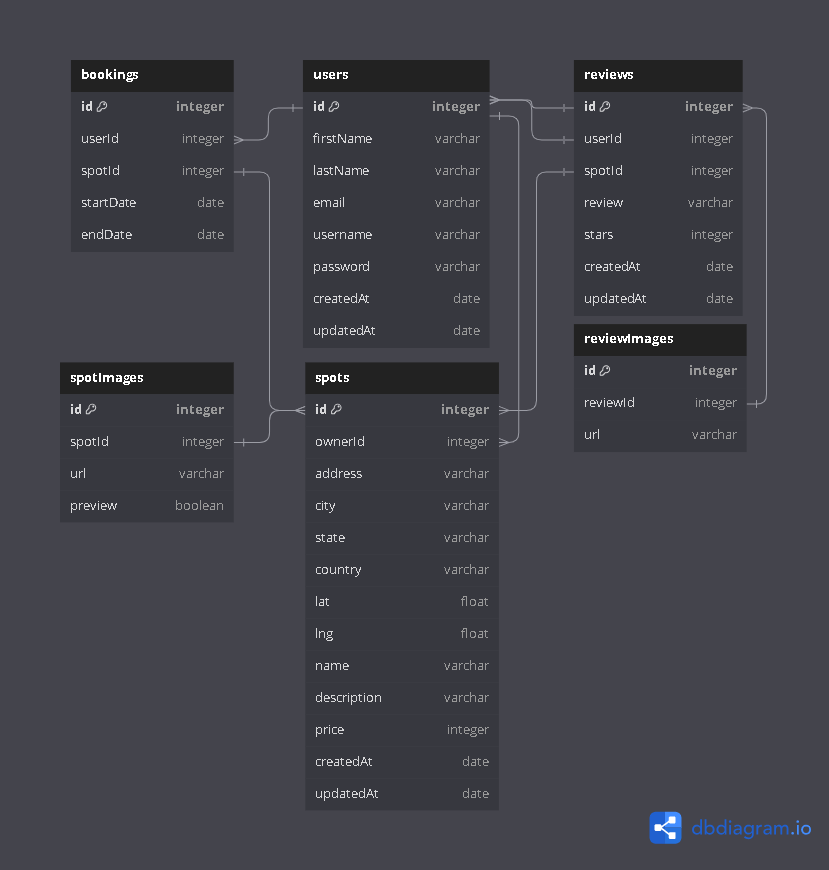 bookings
id integer
userId integer
spotId integer
startDate date
endDate date
users
id integer
firstName varchar
lastName varchar
email varchar
username varchar
password varchar
createdAt date
updatedAt date
reviews
id integer
userId integer
spotId integer
review varchar
stars integer
createdAt date
updatedAt date
reviewImages
id integer
reviewId integer
url varchar
spotImages
id integer
spotId integer
url varchar
preview boolean
spots
id integer
ownerId integer
address varchar
city varchar
state varchar
country varchar
lat float
lng float
name varchar
description varchar
price integer
createdAt date
updatedAt date
dbdiagram.io